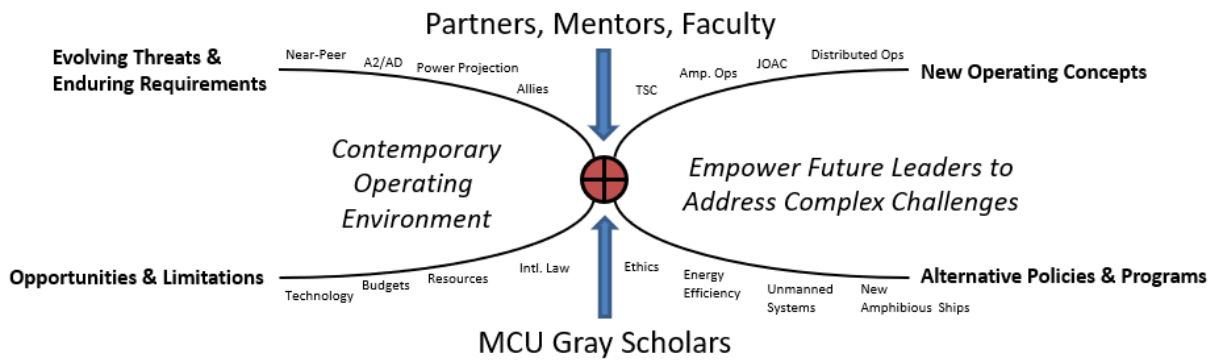 Partners, Mentors, Faculty
Evolving Threats &
Enduring Requirements
Near-Peer
A2/AD
Power Projection
Allies
TSC
Amp. Ops
JOAC
Distributed Ops
New Operating Concepts
Contemporary
Operating
Environment
Empower Future Leaders to
Address Complex Challenges
Opportunities & Limitations
Technology
Budgets
Resources
Intl. Law
Ethics
Energy
Efficiency
Unmanned
Systems
New
Amphibious Ships
Alternative Policies & Programs
MCU Gray Scholars